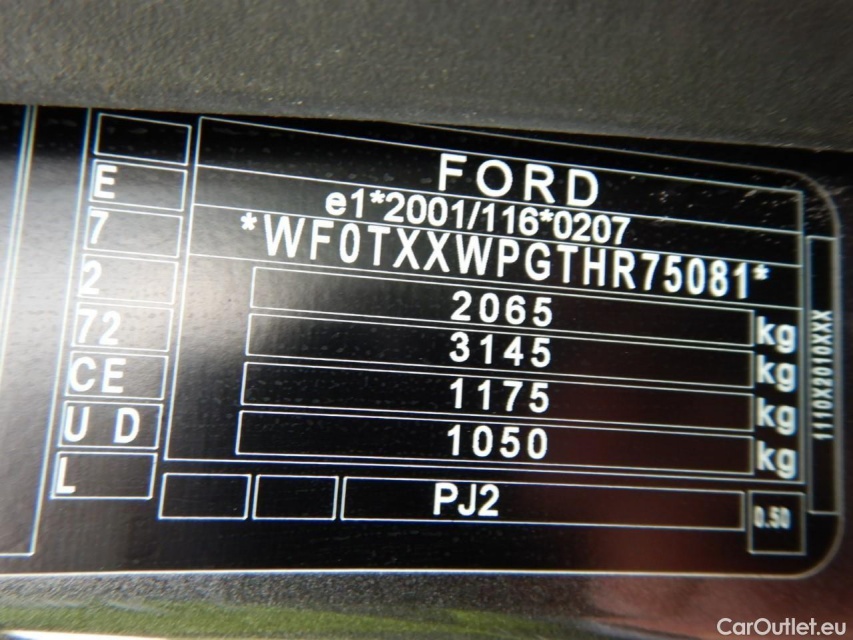 FORD
e1*2001/116*0207
*WF0TXXWPGTHR75081*
E
7
2
72
CE
U D
L
2065 kg
3145 kg
1175 kg
1050 kg
PJ2
0.50
1110X2010XXX
CarOutlet.eu